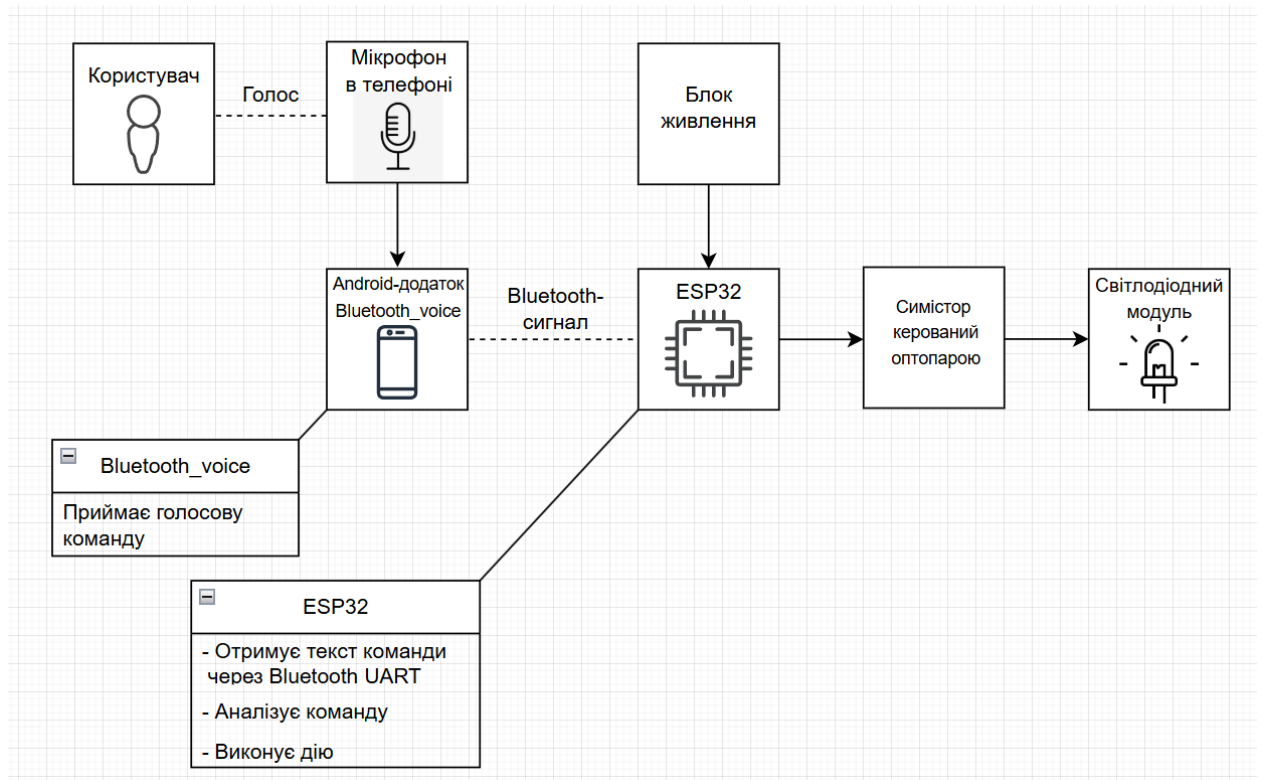 Користувач
Голос
Мікрофон
в телефоні
Блок
живлення
Android-додаток
Bluetooth_voice
Bluetooth-
сигнал
ESP32
Симістор
керований
оптопарою
Світлодіодний
модуль
Bluetooth_voice
Приймає голосову
команду
ESP32
- Отримує текст команди
через Bluetooth UART
- Аналізує команду
- Виконує дію